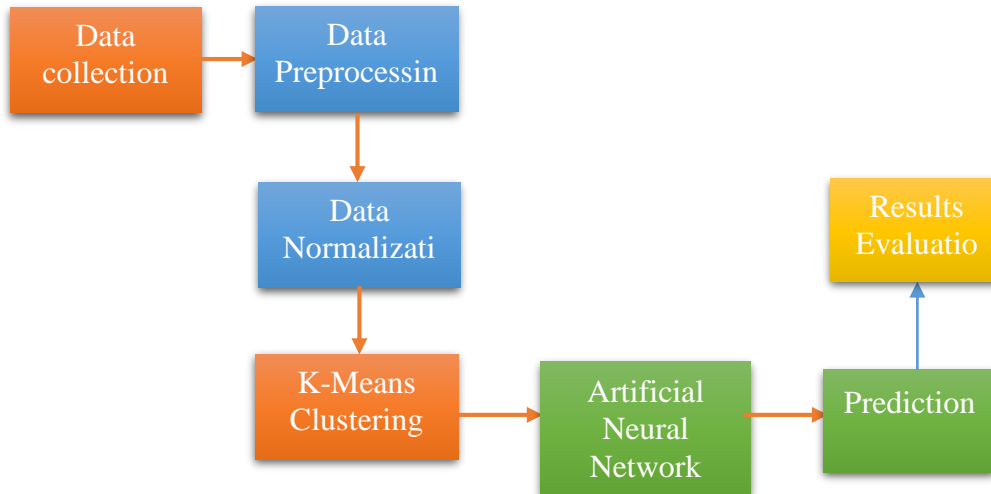 Data
collection
Data
Preprocessin
Data
Normalizati
K-Means
Clustering
Artificial
Neural
Network
Prediction
Results
Evaluatio